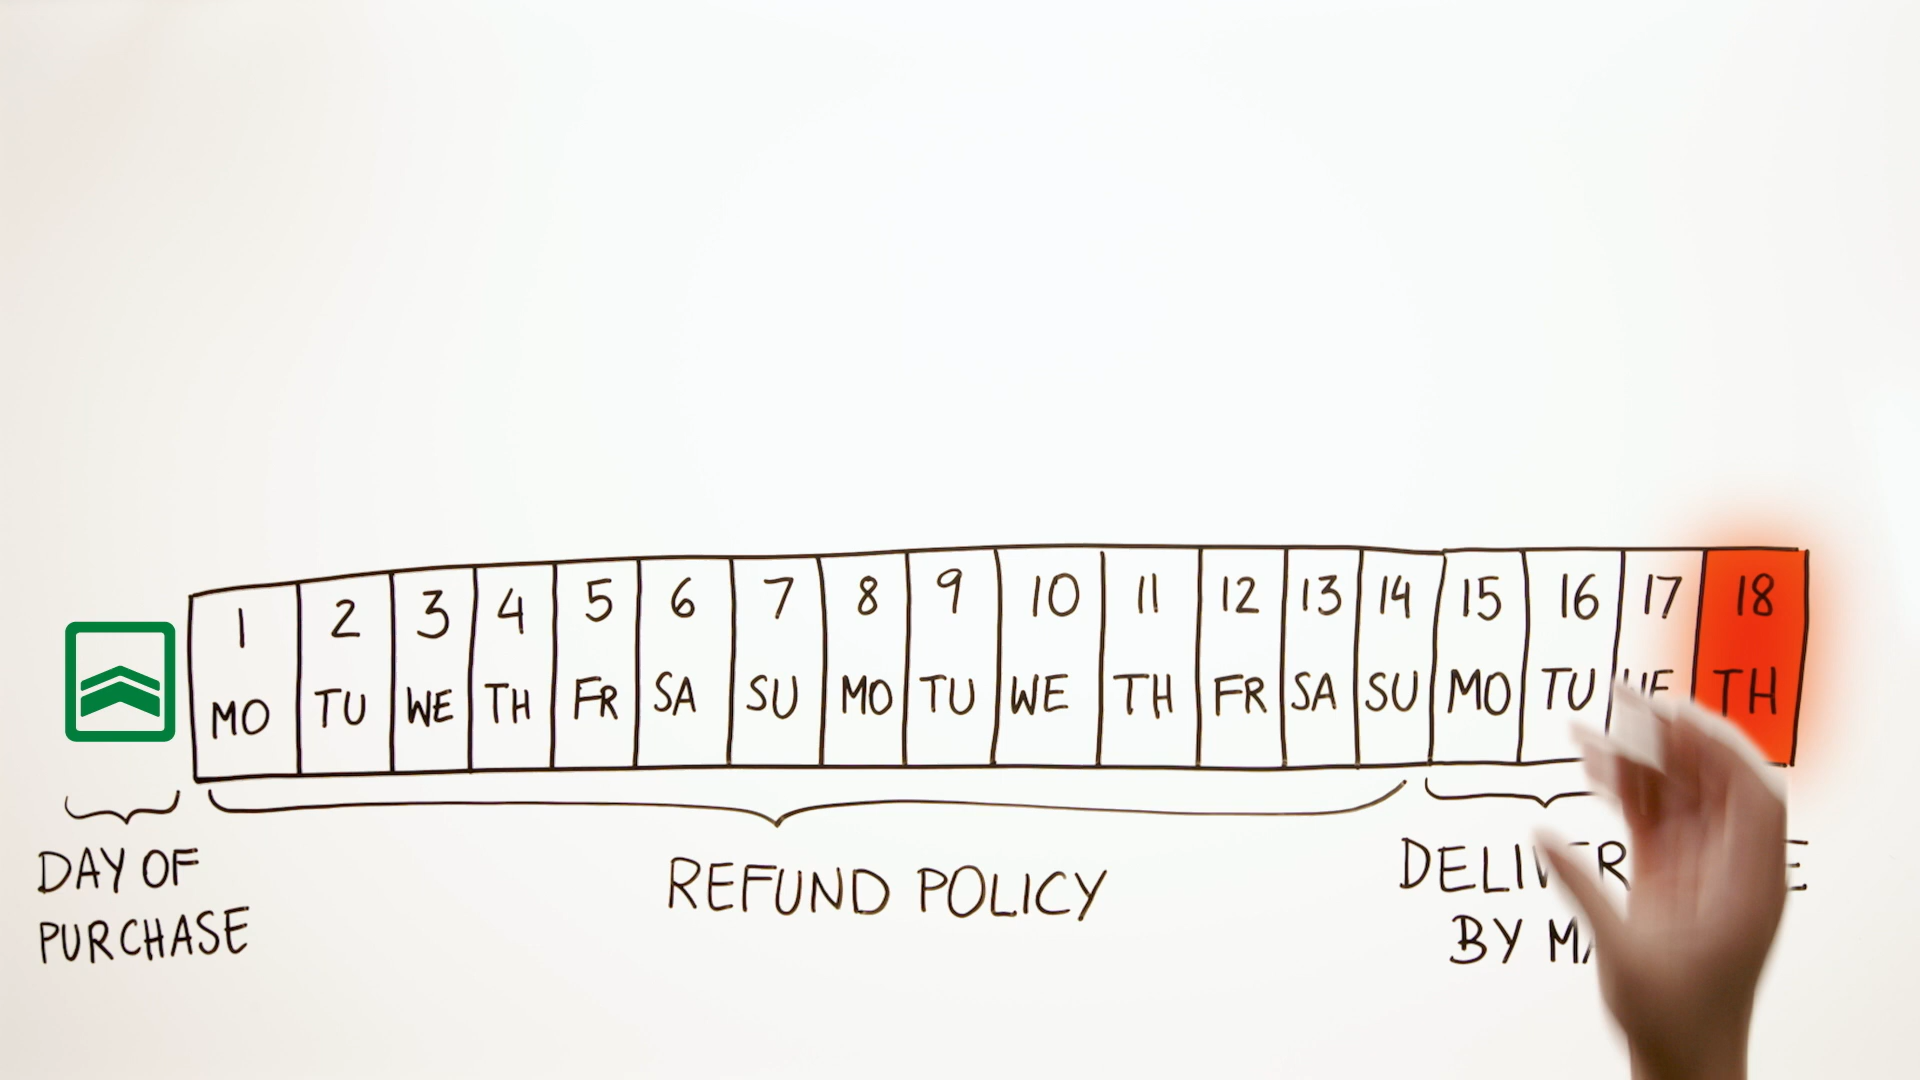 1 2 3 4 5 6 7 8 9 10 11 12 13 14 15 16 17 18
MO TU WE TH FR SA SU MO TU WE TH FR SA SU MO TU TH
DAY OF
PURCHASE
REFUND POLICY
BY